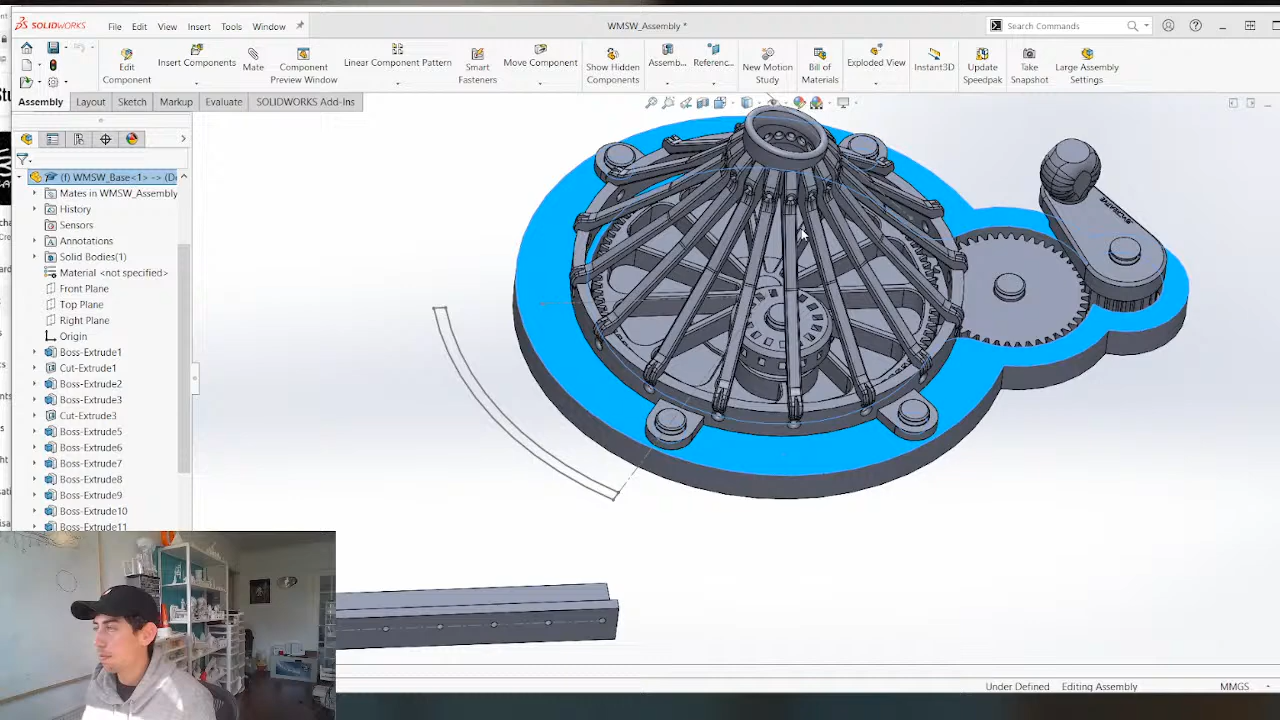 SOLIDWORKS File Edit View Insert Tools Window WMSW_Assembly * Search Commands
Edit Component Insert Components Mate Component Preview Window Linear Component Pattern Smart Fasteners Move Component Show Hidden Components Assemb... Referenc... New Motion Study Bill of Materials Exploded View Instant3D Update Speedpak Take Snapshot Large Assembly Settings
Assembly Layout Sketch Markup Evaluate SOLIDWORKS Add-Ins
(f) WMSW_Base<1> -> (De
Mates in WMSW_Assembly
History
Sensors
Annotations
Solid Bodies(1)
Material <not specified>
Front Plane
Top Plane
Right Plane
Origin
Boss-Extrude1
Cut-Extrude1
Boss-Extrude2
Boss-Extrude3
Cut-Extrude3
Boss-Extrude5
Boss-Extrude6
Boss-Extrude7
Boss-Extrude8
Boss-Extrude9
Boss-Extrude10
Boss-Extrude11
Under Defined Editing Assembly MMGS